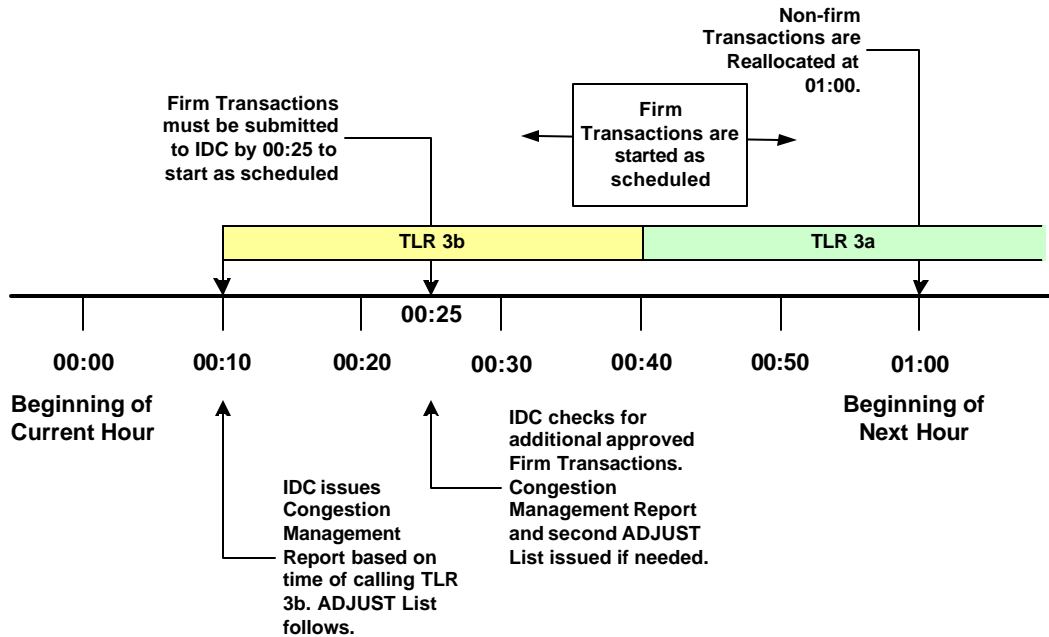 Non-firm
Transactions are
Reallocated at
01:00.
Firm Transactions
must be submitted
to IDC by 00:25 to
start as scheduled
Firm
Transactions are
started as
scheduled
TLR 3b
TLR 3a
00:25
00:00
00:10
00:20
00:30
00:40
00:50
01:00
Beginning of
Current Hour
Beginning of
Next Hour
IDC issues
Congestion
Management
Report based on
time of calling TLR
3b. ADJUST List
follows.
IDC checks for
additional approved
Firm Transactions.
Congestion
Management Report
and second ADJUST
List issued if needed.